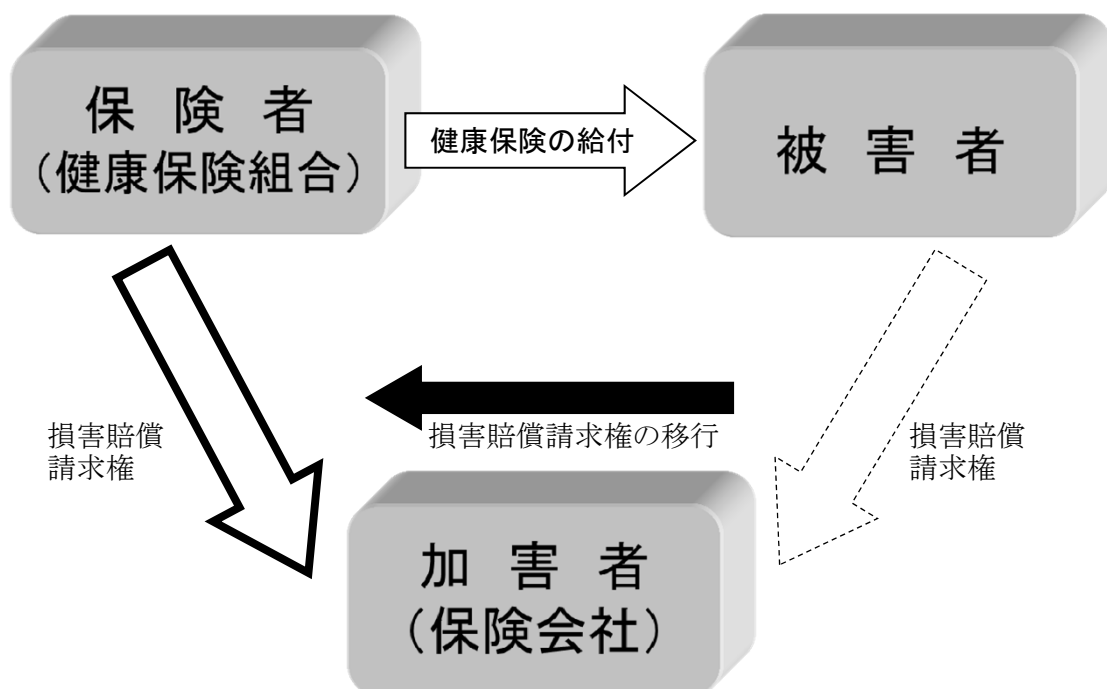 保険者
（健康保険組合）
健康保険の給付
被害者
損害賠償
請求権
損害賠償請求権の移行
損害賠償
請求権
加害者
（保険会社）